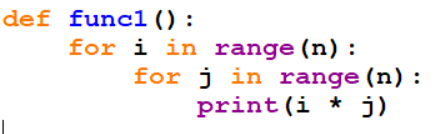 def func1():
    for i in range(n):
        for j in range(n):
            print(i * j)